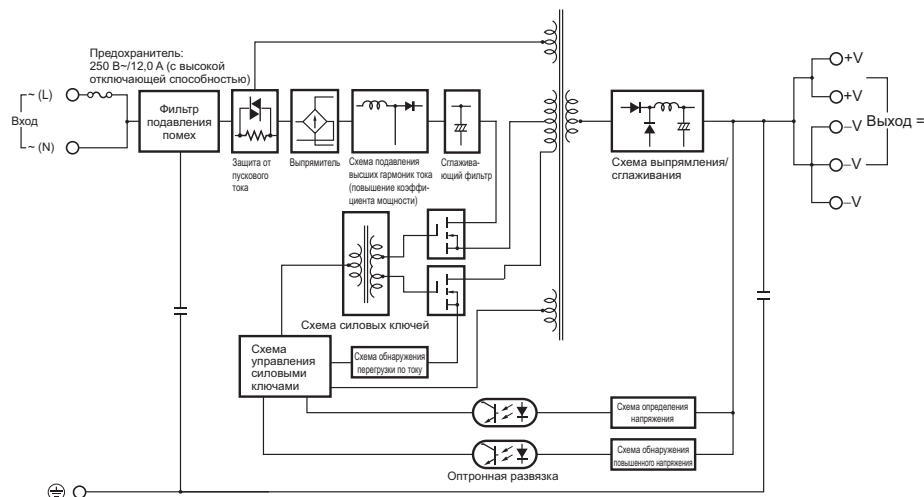 Предохранитель:
250 В~/12,0 А (с высокой
отключающей способностью)
~ (L)
Вход
~ (N)
Фильтр
подавления
помех
Защита от
пускового
тока
Выпрямитель
Схема подавления
высших гармоник тока
(повышение коэффи-
циента мощности)
Сглажива-
ющий фильтр
Схема выпрямления/
сглаживания
+V
+V
–V
–V
–V
Выход =
Схема силовых ключей
Схема
управления
силовыми
ключами
Схема обнаружения
перегрузки по току
Схема определения
напряжения
Схема обнаружения
повышенного напряжения
Оптронная развязка